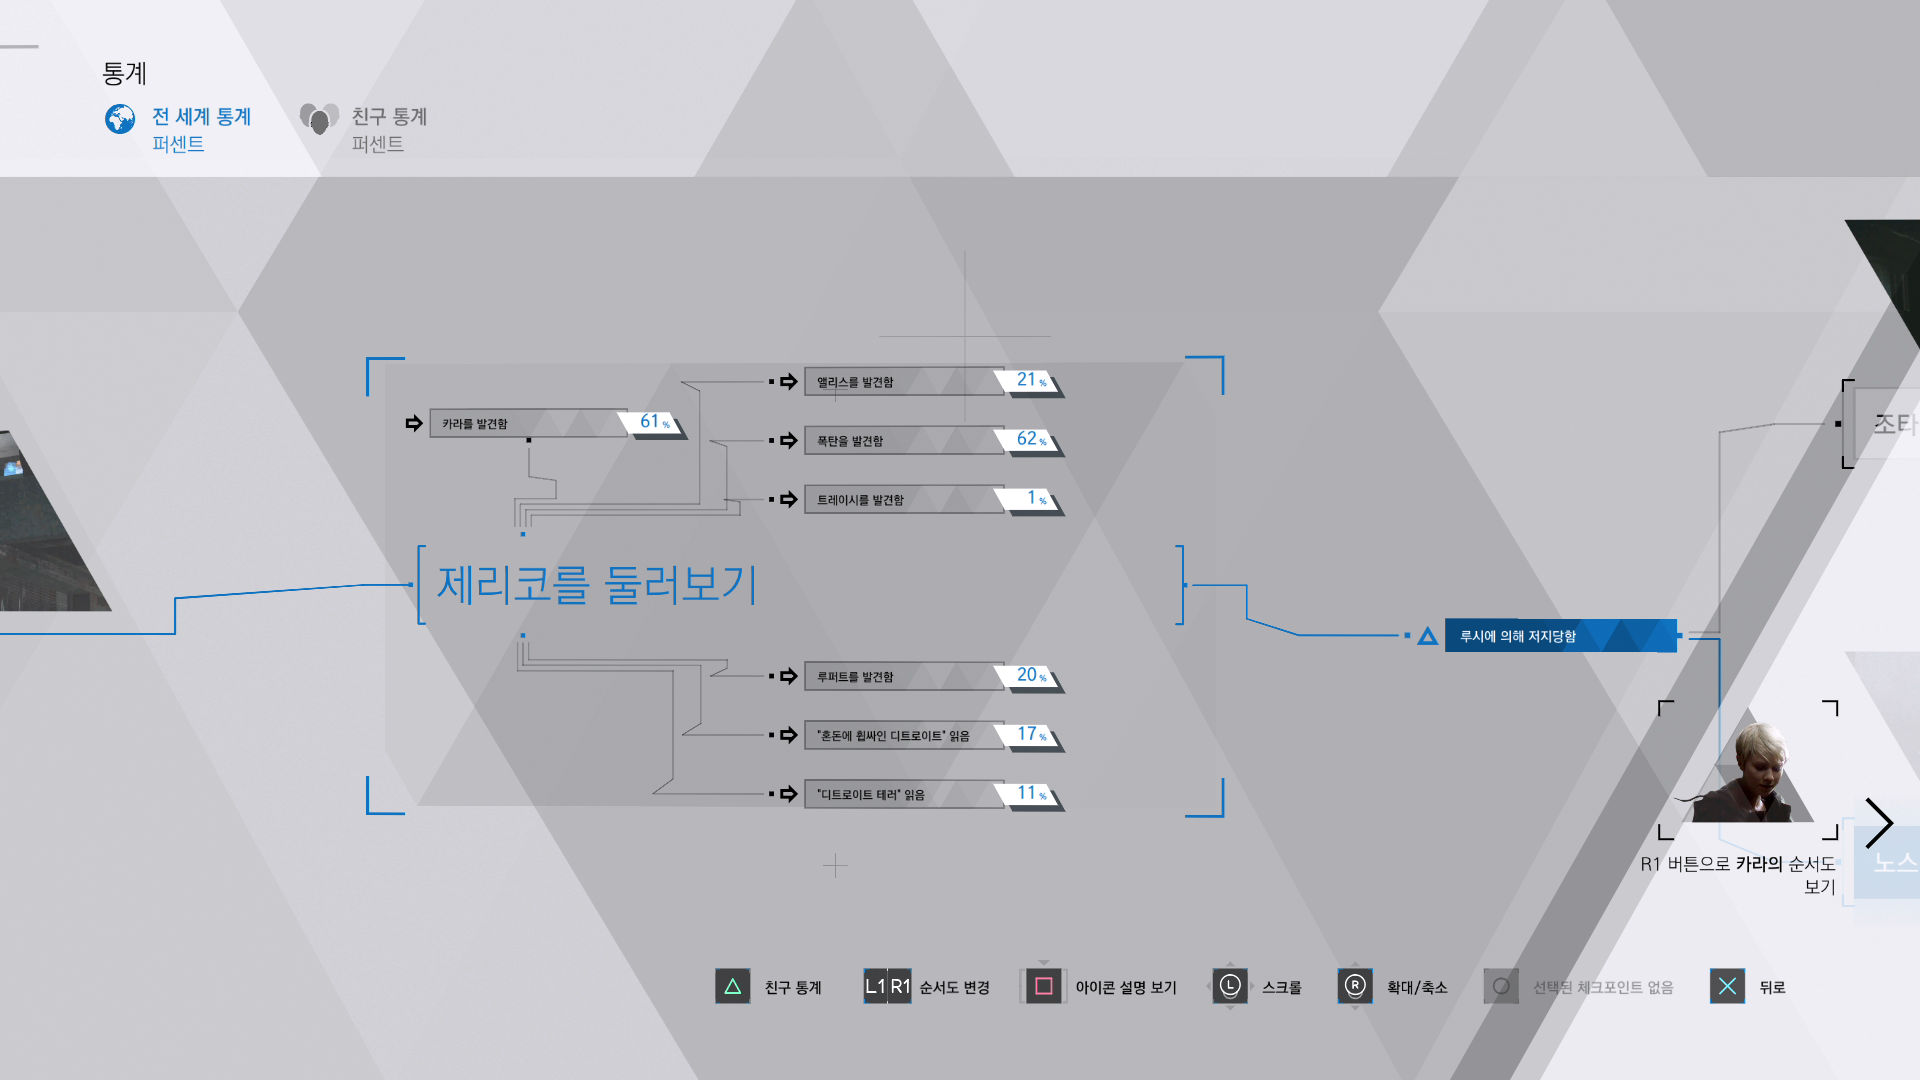 통계
전 세계 통계
퍼센트
친구 통계
퍼센트
앨리스를 발견함 21 %
카라를 발견함 61 %
폭탄을 발견함 62 %
트레이시를 발견함 1 %
제리코를 둘러보기
루시에 의해 저지당함
루퍼트를 발견함 20 %
"혼돈에 휩싸인 디트로이트" 읽음 17 %
"디트로이트 테러" 읽음 11 %
조타
노스
R1 버튼으로 카라의 순서도
보기
친구 통계
L1 R1 순서도 변경
아이콘 설명 보기
L 스크롤
R 확대/축소
선택된 체크포인트 없음
뒤로